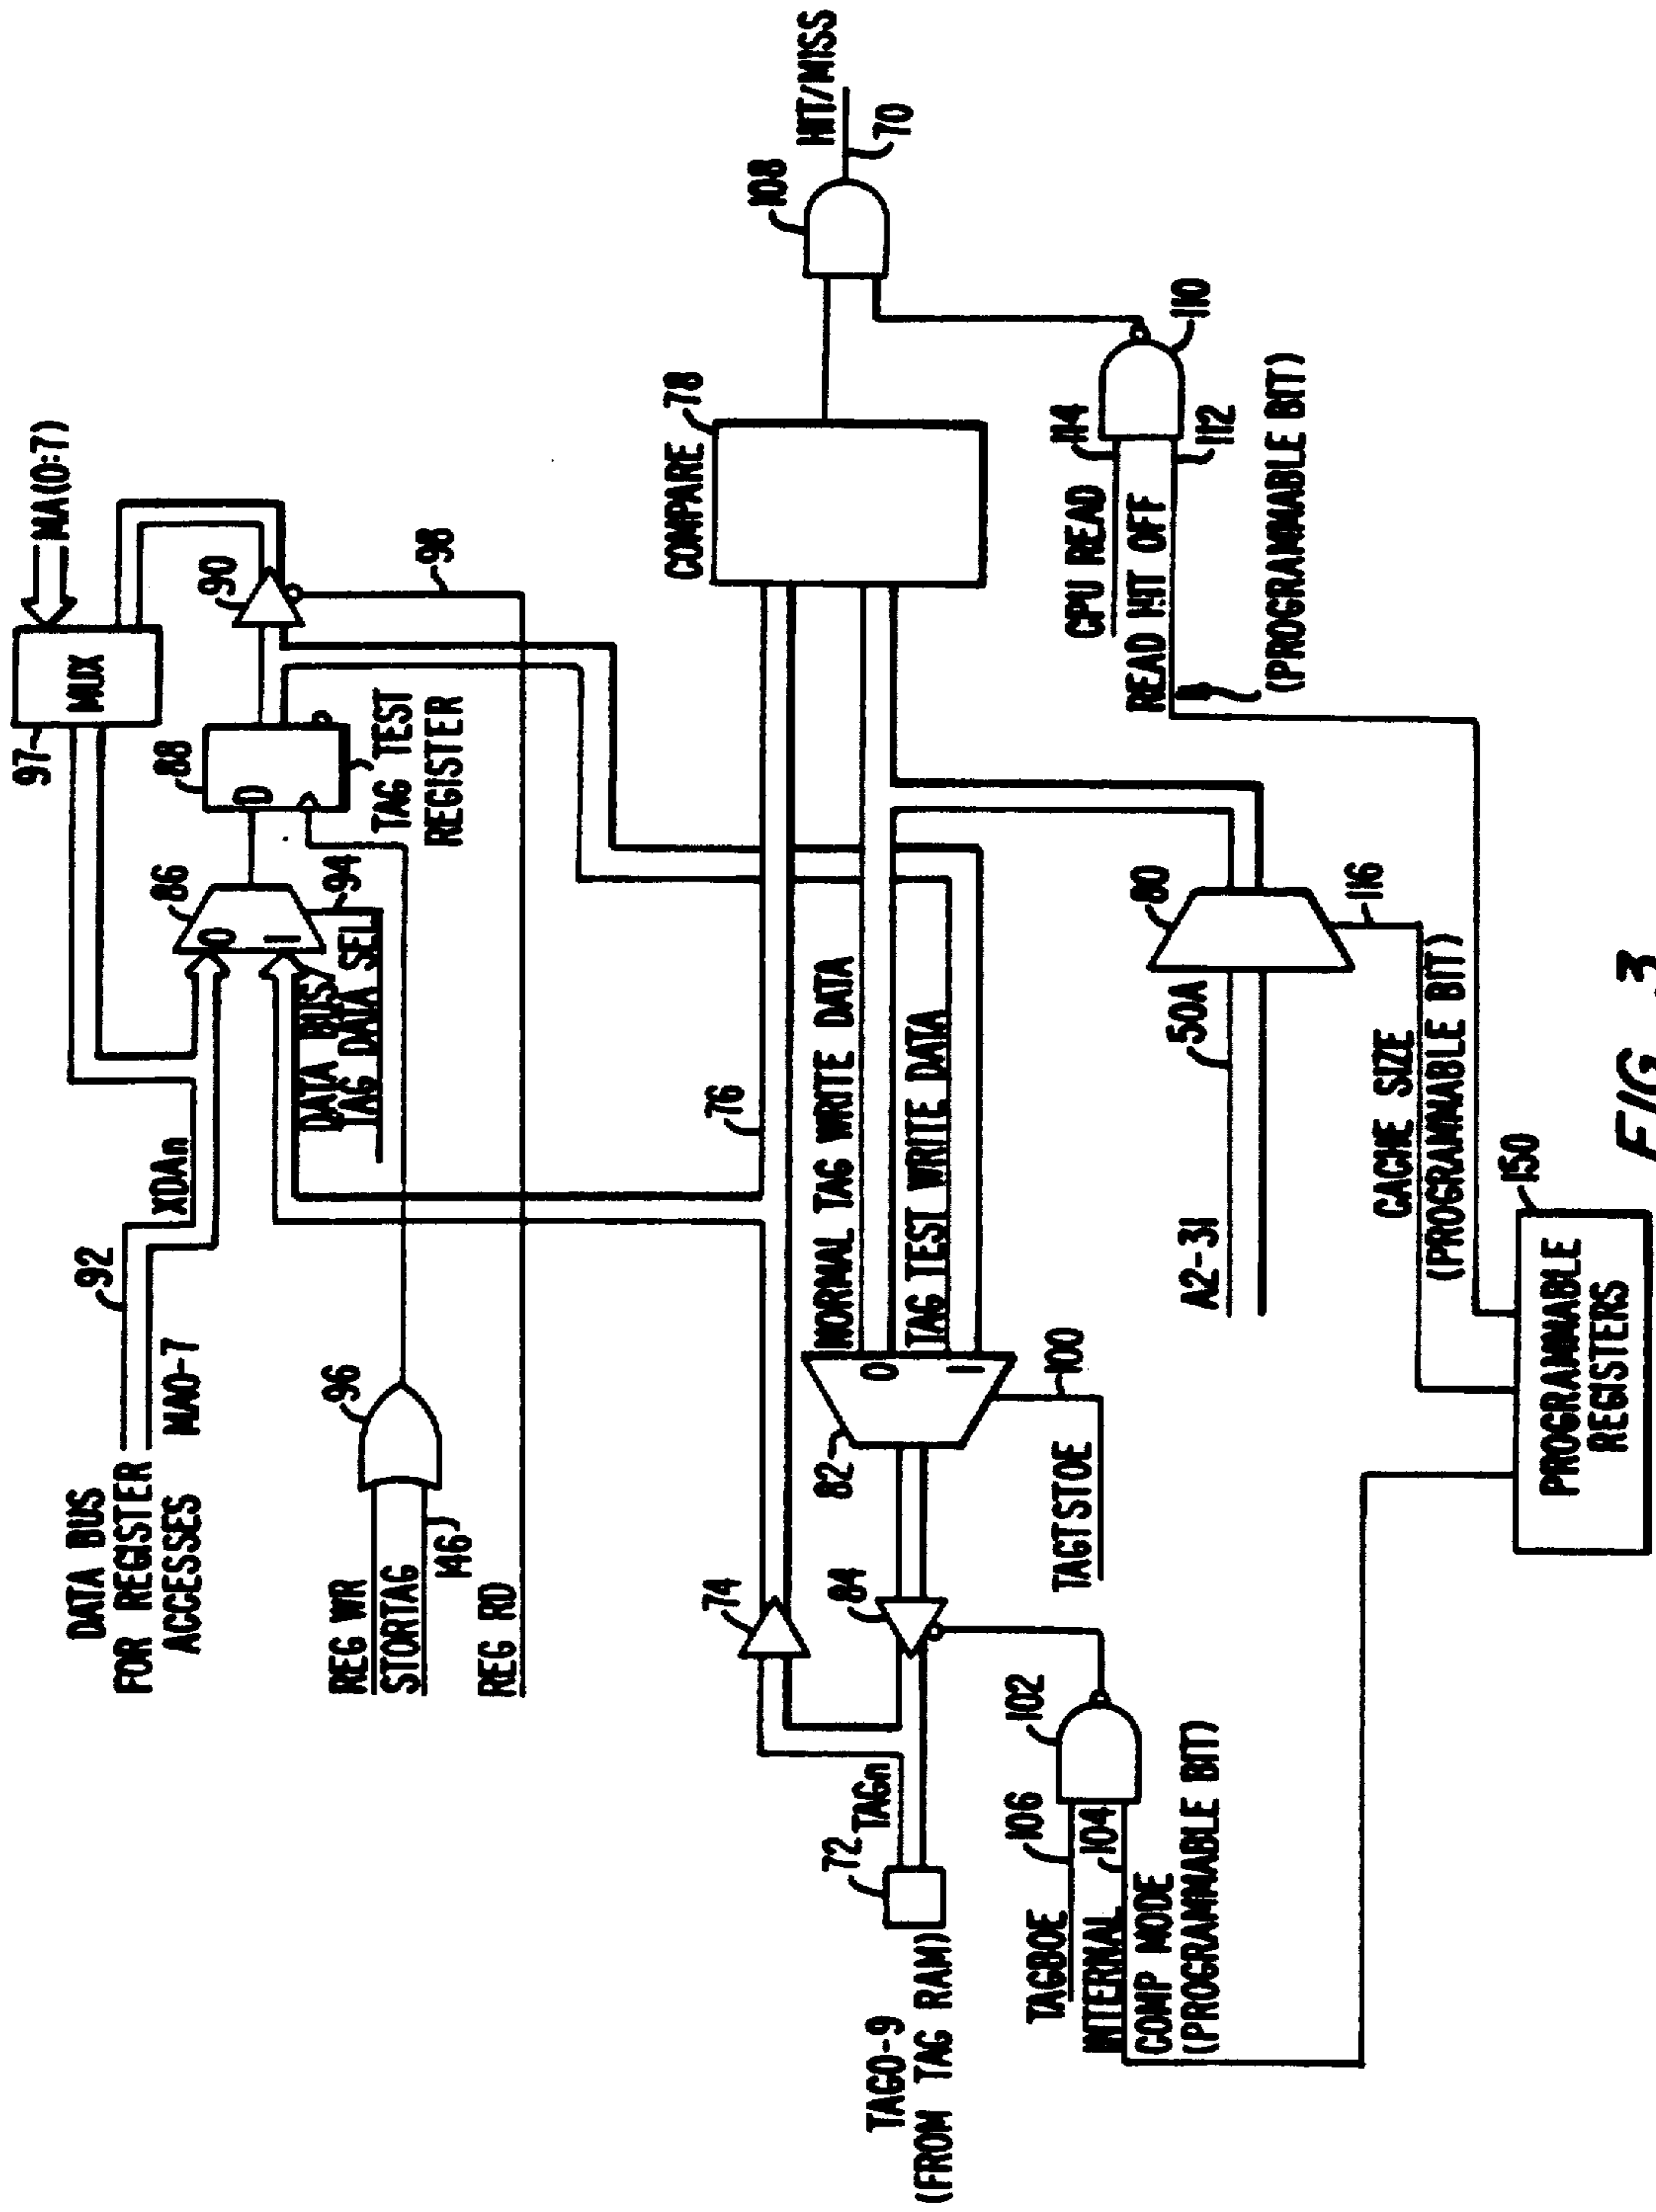 DATA BUS
FOR REGISTER
ACCESSES MA0-7
92
XDAn
97
MUX
MA(0:7)
86
0
1
88
D
90
TAG TEST
REGISTER
94
DATA BUS/
TAG DATA SEL
96
REG WR
STORTAG
146
REG RD
98
74
76
COMPARE
78
108
HIT/MISS
70
NORMAL TAG WRITE DATA
TAG TEST WRITE DATA
0
1
82
84
TAGTSTOE
100
72
TAGn
TAG0-9
(FROM TAG RAM)
102
TAGBOE
106
INTERNAL
104
COMP MODE
(PROGRAMMABLE BIT)
CPU READ
114
READ HIT OFF
112
110
(PROGRAMMABLE BIT)
80
50A
A2-31
116
CACHE SIZE
(PROGRAMMABLE BIT)
150
PROGRAMMABLE
REGISTERS
FIG. 3